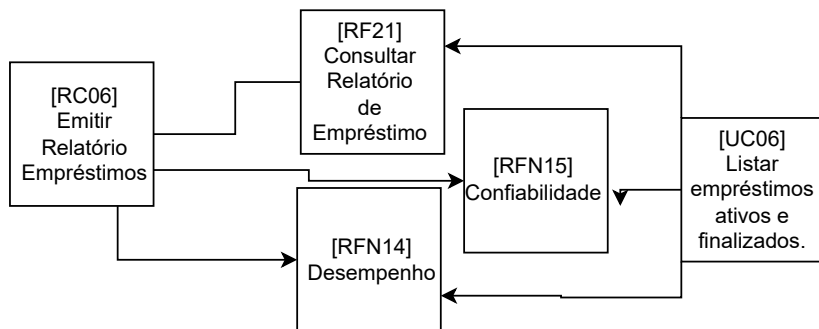 [RF21]
Consultar
Relatório
de
Empréstimo
[RC06]
Emitir
Relatório
Empréstimos
[RFN15]
Confiabilidade
[UC06]
Listar
empréstimos
ativos e
finalizados.
[RFN14]
Desempenho